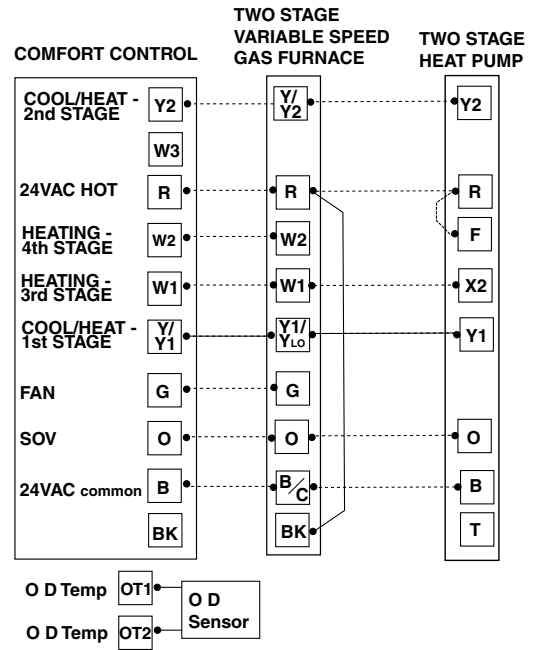 COMFORT CONTROL
TWO STAGE
VARIABLE SPEED
GAS FURNACE
TWO STAGE
HEAT PUMP
COOL/HEAT -
2nd STAGE
Y2
Y/
Y2
Y2
W3
24VAC HOT
R
R
R
F
HEATING -
4th STAGE
W2
W2
HEATING -
3rd STAGE
W1
W1
X2
COOL/HEAT -
1st STAGE
Y/
Y1
Y1/
YLO
Y1
FAN
G
G
SOV
O
O
O
24VAC common
B
B/C
B
BK
BK
T
O D Temp
OT1
O D
Sensor
O D Temp
OT2